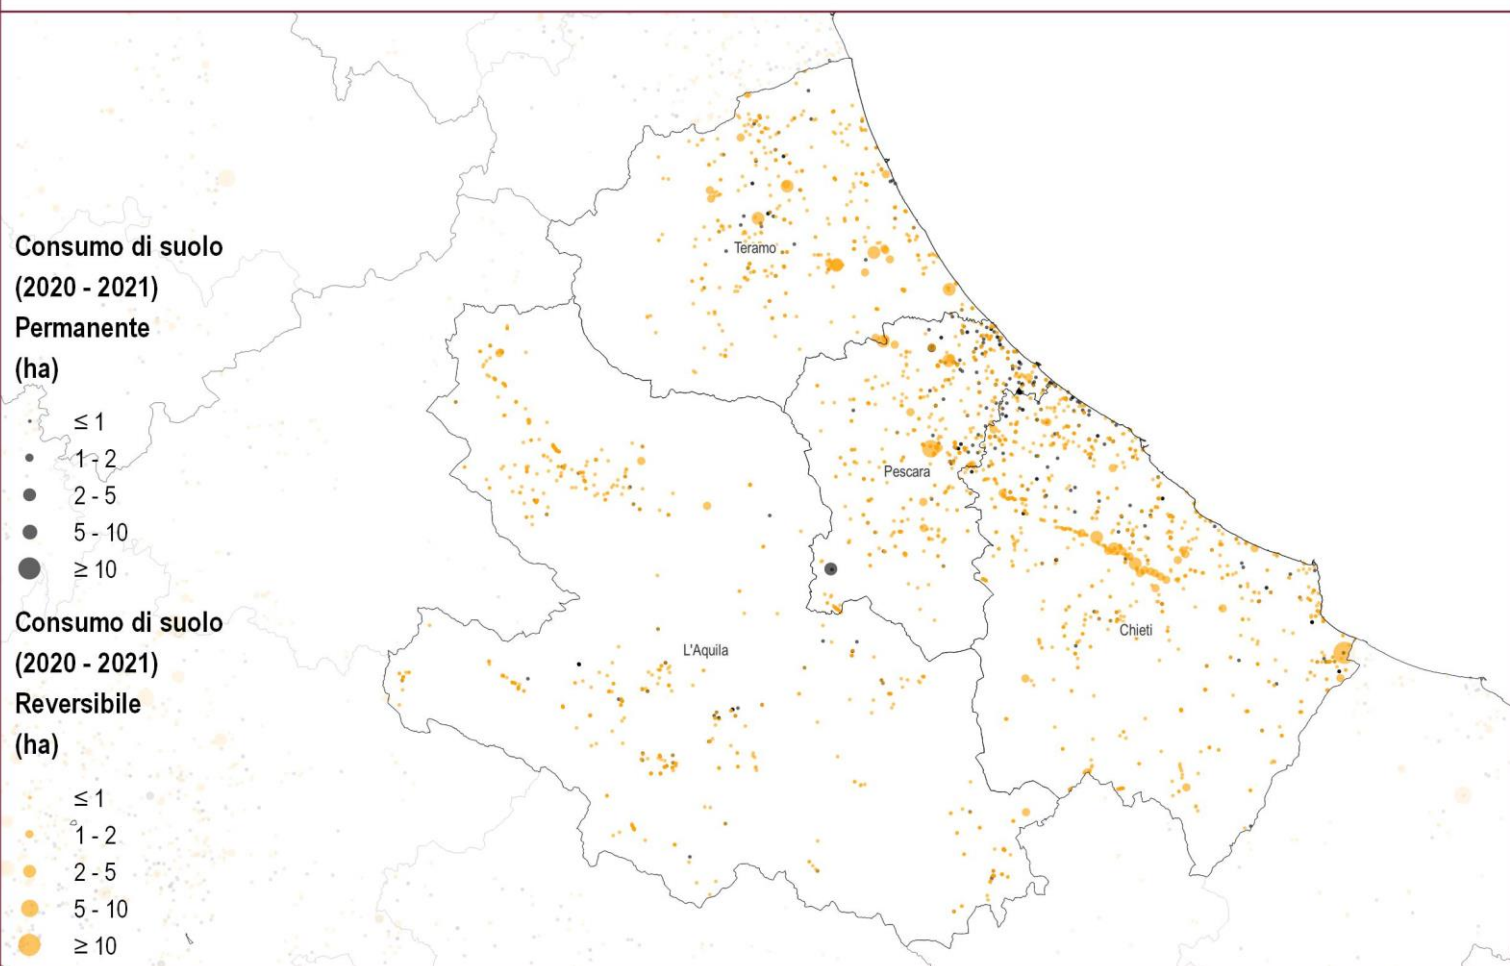 Consumo di suolo
(2020 - 2021)
Permanente
(ha)
≤ 1
1 - 2
2 - 5
5 - 10
≥ 10
Consumo di suolo
(2020 - 2021)
Reversibile
(ha)
≤ 1
1 - 2
2 - 5
5 - 10
≥ 10
Teramo
Pescara
L'Aquila
Chieti